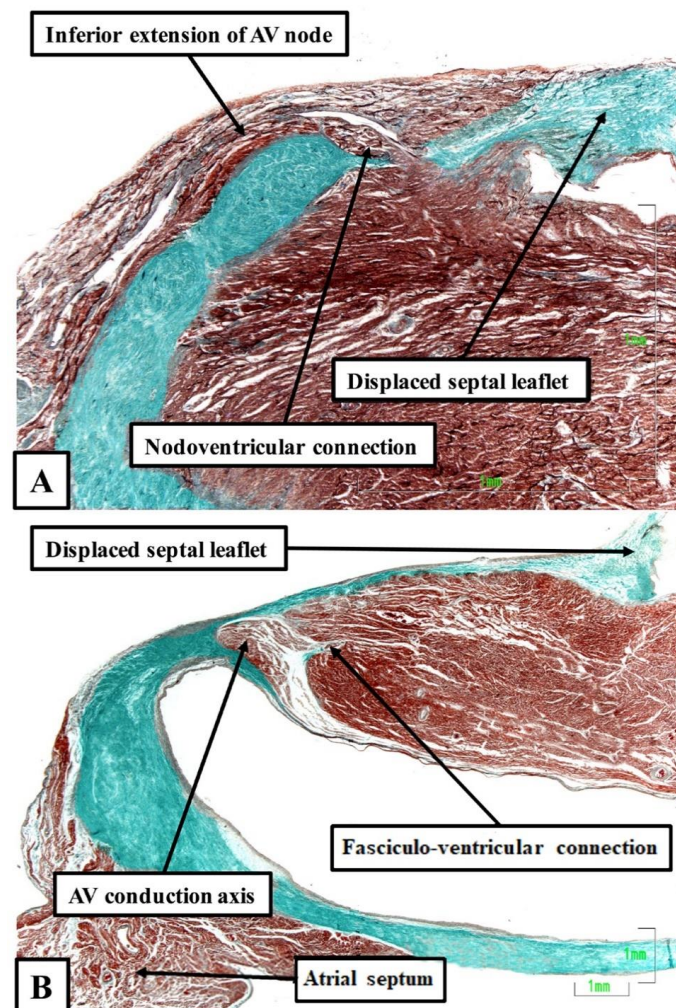 Inferior extension of AV node
1mm
Displaced septal leaflet
Nodoventricular connection
1mm
A
Displaced septal leaflet
Fasciculo-ventricular connection
AV conduction axis
1mm
Atrial septum
1mm
B